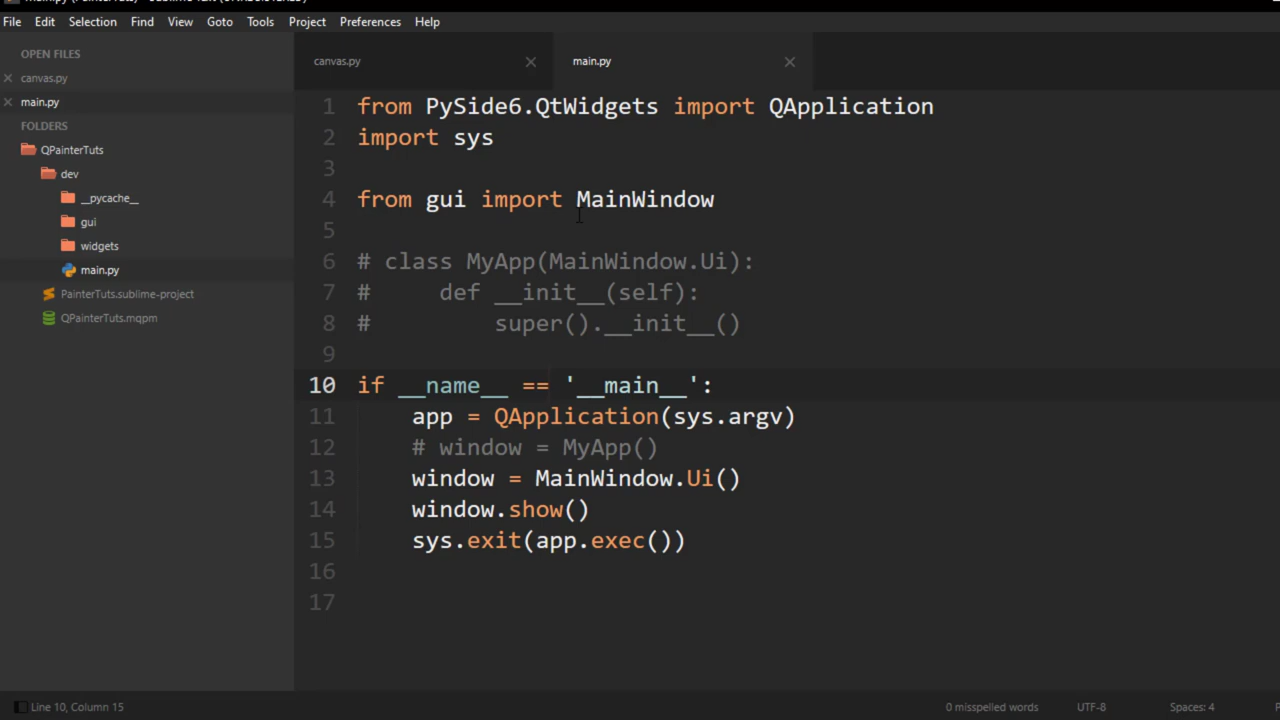 File Edit Selection Find View Goto Tools Project Preferences Help
OPEN FILES
canvas.py
main.py
FOLDERS
QPainterTuts
dev
__pycache__
gui
widgets
main.py
PainterTuts.sublime-project
QPainterTuts.mqpm
canvas.py main.py
1 from PySide6.QtWidgets import QApplication
2 import sys
3
4 from gui import MainWindow
5
6 # class MyApp(MainWindow.Ui):
7 #     def __init__(self):
8 #         super().__init__()
9
10 if __name__ == '__main__':
11     app = QApplication(sys.argv)
12     # window = MyApp()
13     window = MainWindow.Ui()
14     window.show()
15     sys.exit(app.exec())
16
17
Line 10, Column 15 0 misspelled words UTF-8 Spaces: 4